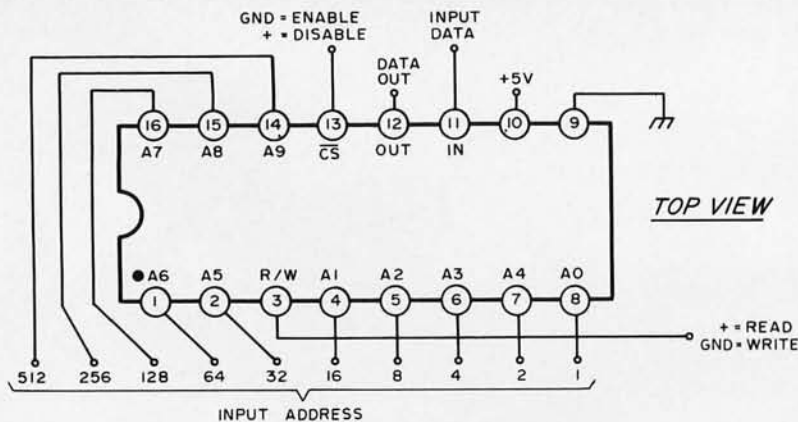 GND = ENABLE
+ = DISABLE
INPUT
DATA
DATA
OUT
+5V
16 15 14 13 12 11 10 9
A7 A8 A9 C̅S̅ OUT IN
TOP VIEW
A6 A5 R/W A1 A2 A3 A4 A0
1 2 3 4 5 6 7 8
+ = READ
GND = WRITE
512 256 128 64 32 16 8 4 2 1
INPUT ADDRESS